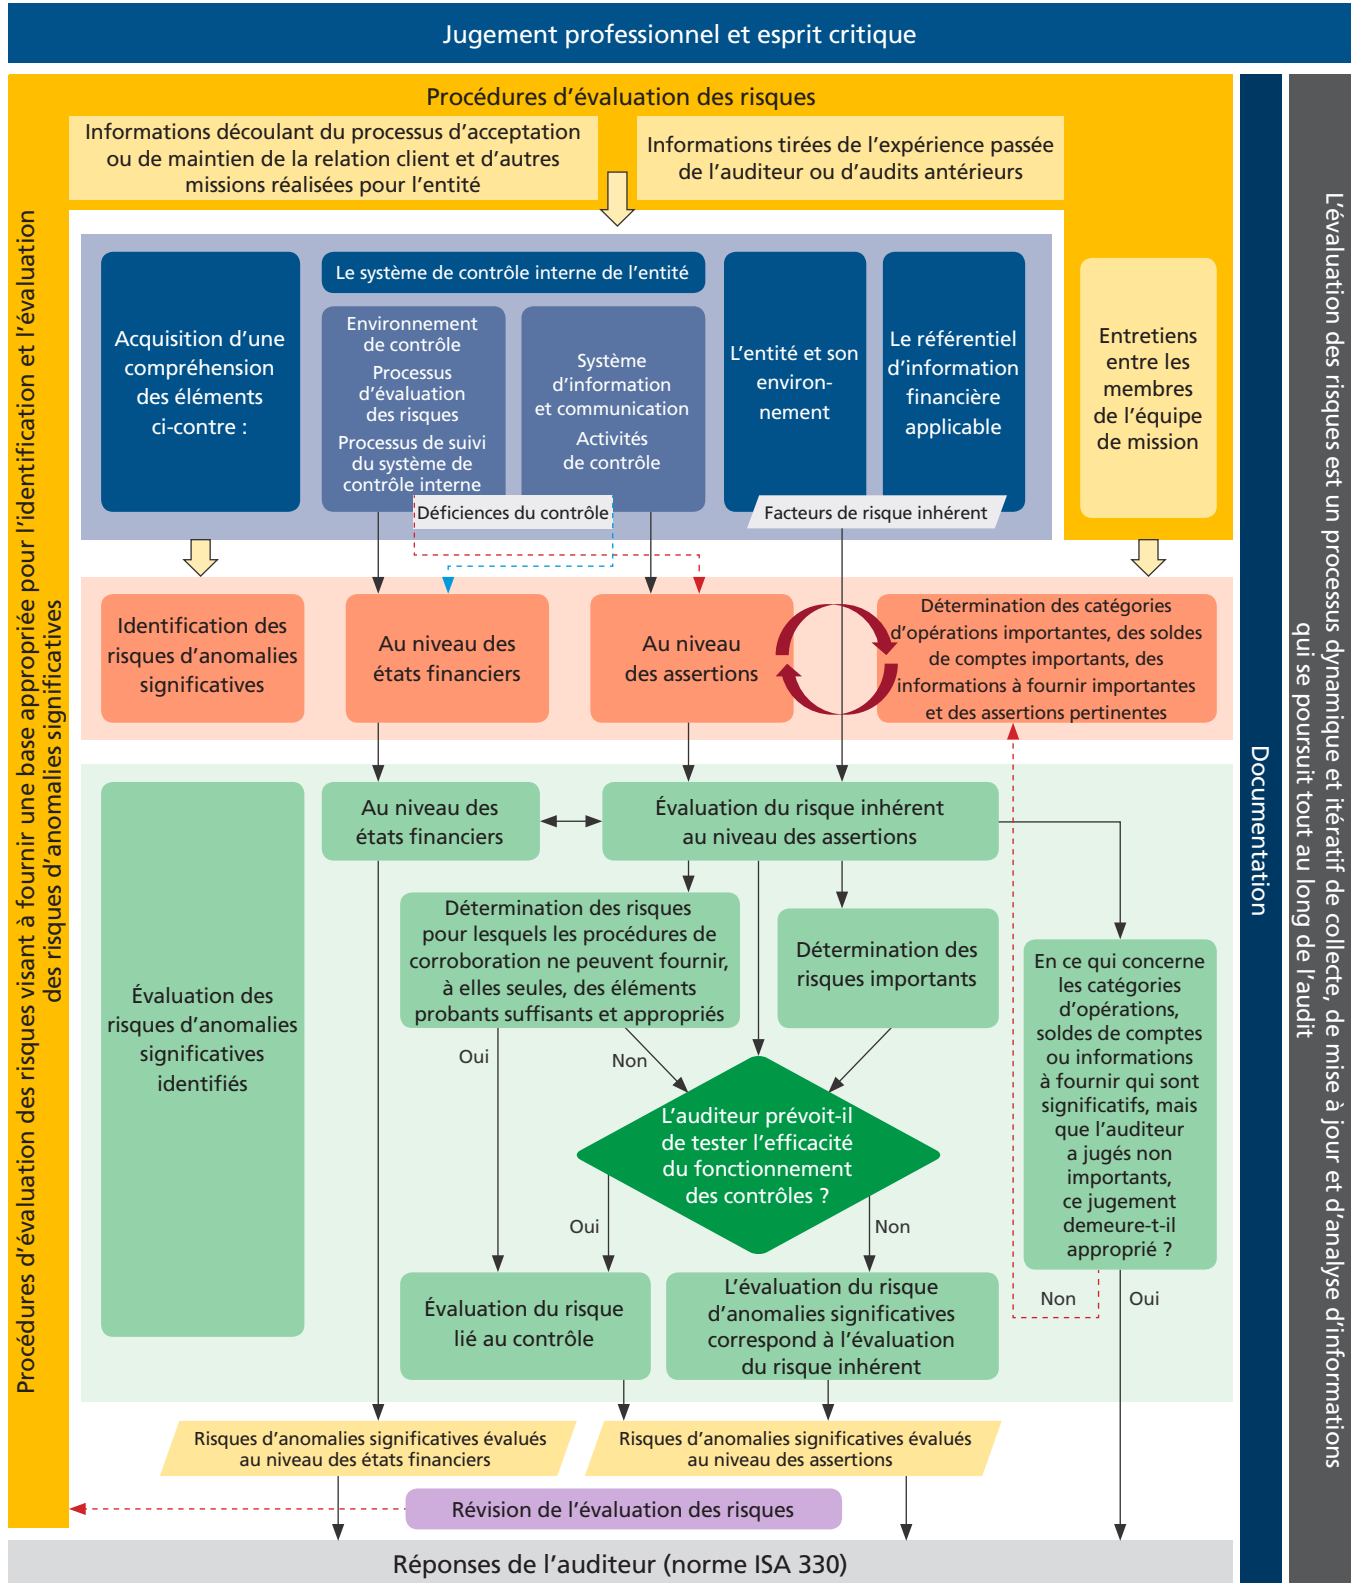 Jugement professionnel et esprit critique
Procédures d'évaluation des risques
Informations découlant du processus d'acceptation
ou de maintien de la relation client et d'autres
missions réalisées pour l'entité
Informations tirées de l'expérience passée
de l'auditeur ou d'audits antérieurs
Procédures d'évaluation des risques visant à fournir une base appropriée pour l'identification et l'évaluation
des risques d'anomalies significatives
Acquisition d'une
compréhension
des éléments
ci-contre :
Le système de contrôle interne de l'entité
Environnement
de contrôle
Processus
d'évaluation
des risques
Processus de suivi
du système de
contrôle interne
Système
d'information
et communication
Activités
de contrôle
L'entité et son
environ-
nement
Le référentiel
d'information
financière
applicable
Entretiens
entre les
membres
de l'équipe
de mission
Déficiences du contrôle
Facteurs de risque inhérent
Identification des
risques d'anomalies
significatives
Au niveau des
états financiers
Au niveau
des assertions
Détermination des catégories
d'opérations importantes, des soldes
de comptes importants, des
informations à fournir importantes
et des assertions pertinentes
Évaluation des
risques d'anomalies
significatives
identifiés
Au niveau des
états financiers
Évaluation du risque inhérent
au niveau des assertions
Détermination des risques
pour lesquels les procédures de
corroboration ne peuvent fournir,
à elles seules, des éléments
probants suffisants et appropriés
Détermination des
risques importants
En ce qui concerne
les catégories
d'opérations,
soldes de comptes
ou informations
à fournir qui sont
significatifs, mais
que l'auditeur
a jugés non
importants,
ce jugement
demeure-t-il
approprié ?
Oui
Non
L'auditeur prévoit-il
de tester l'efficacité
du fonctionnement
des contrôles ?
Oui
Non
Évaluation du risque
lié au contrôle
L'évaluation du risque
d'anomalies significatives
correspond à l'évaluation
du risque inhérent
Non
Oui
Risques d'anomalies significatives évalués
au niveau des états financiers
Risques d'anomalies significatives évalués
au niveau des assertions
Révision de l'évaluation des risques
Réponses de l'auditeur (norme ISA 330)
Documentation
L'évaluation des risques est un processus dynamique et itératif de collecte, de mise à jour et d'analyse d'informations
qui se poursuit tout au long de l'audit